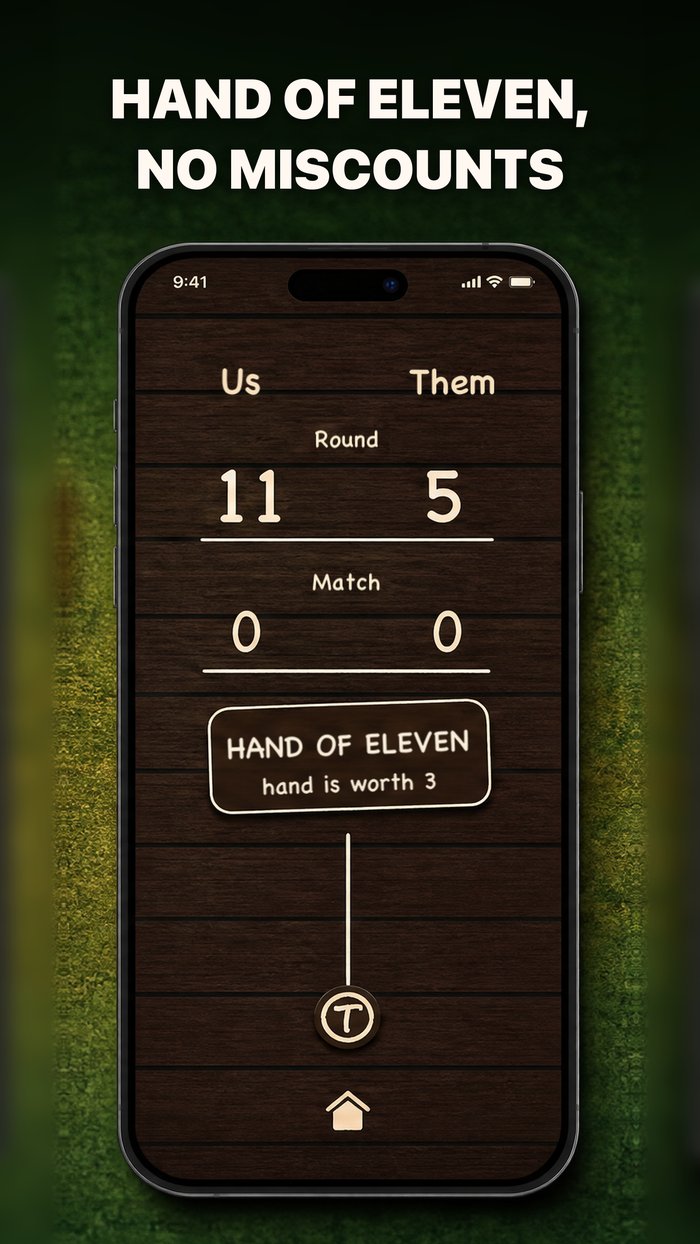 HAND OF ELEVEN,
NO MISCOUNTS
9:41
Us Them
Round
11 5
Match
0 0
HAND OF ELEVEN
hand is worth 3
T